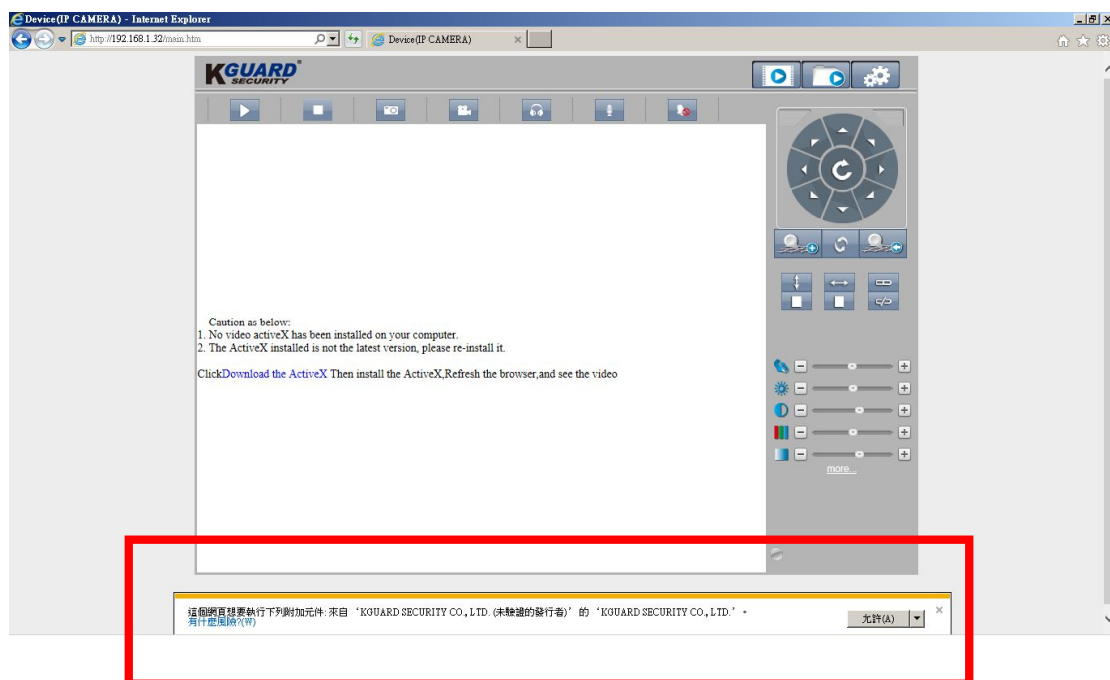 Device(IP CAMERA) - Internet Explorer
http://192.168.1.32/main.htm
Device(IP CAMERA)
KGUARD
SECURITY
Caution as below:
1. No video activeX has been installed on your computer.
2. The ActiveX installed is not the latest version, please re-install it.
ClickDownload the ActiveX Then install the ActiveX,Refresh the browser,and see the video
more...
這個網頁想要執行下列附加元件: 來自 ‘KGUARD SECURITY CO., LTD. (未驗證的發行者)’ 的 ‘KGUARD SECURITY CO., LTD.’。
有什麼風險?(W)
允許(A)